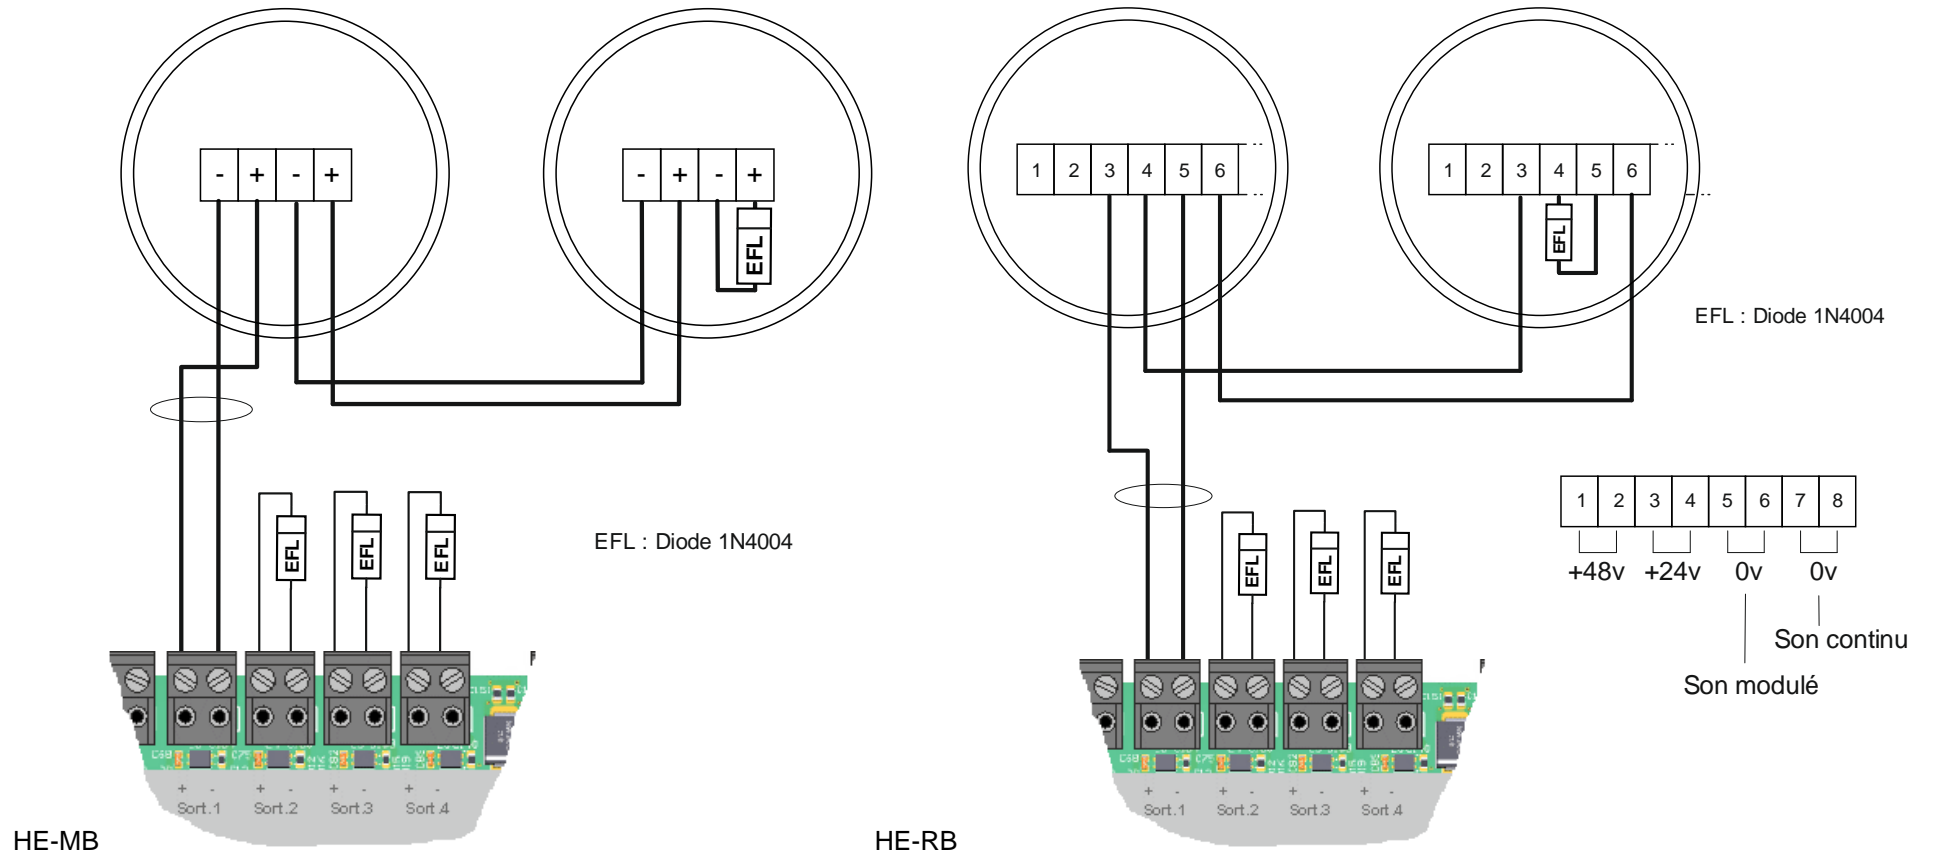 - + - +
- + - +
EFL
EFL : Diode 1N4004
EFL EFL EFL
+ - + - + - + -
Sort.1 Sort.2 Sort.3 Sort.4
HE-MB
1 2 3 4 5 6
1 2 3 4 5 6
EFL
EFL : Diode 1N4004
EFL EFL EFL
1 2 3 4 5 6 7 8
+48v +24v 0v 0v
Son continu
Son modulé
+ - + - + - + -
Sort.1 Sort.2 Sort.3 Sort.4
HE-RB